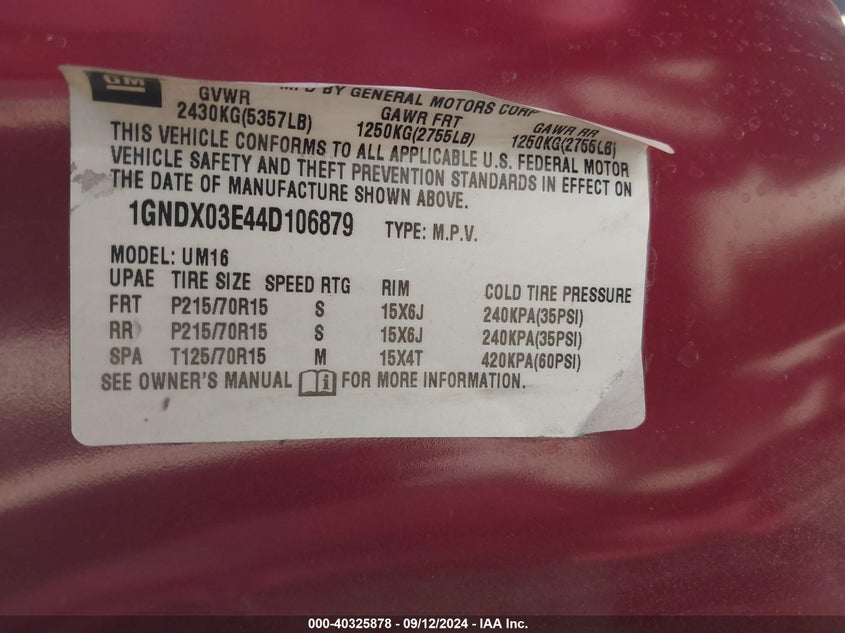 GM
MFD BY GENERAL MOTORS CORP
GVWR GAWR FRT GAWR RR
2430KG(5357LB) 1250KG(2755LB) 1250KG(2755LB)
THIS VEHICLE CONFORMS TO ALL APPLICABLE U.S. FEDERAL MOTOR
VEHICLE SAFETY AND THEFT PREVENTION STANDARDS IN EFFECT ON
THE DATE OF MANUFACTURE SHOWN ABOVE.
1GNDX03E44D106879 TYPE: M.P.V.
MODEL: UM16
UPAE TIRE SIZE SPEED RTG RIM COLD TIRE PRESSURE
FRT P215/70R15 S 15X6J 240KPA(35PSI)
RR P215/70R15 S 15X6J 240KPA(35PSI)
SPA T125/70R15 M 15X4T 420KPA(60PSI)
SEE OWNER'S MANUAL FOR MORE INFORMATION.
000-40325878 - 09/12/2024 - IAA Inc.